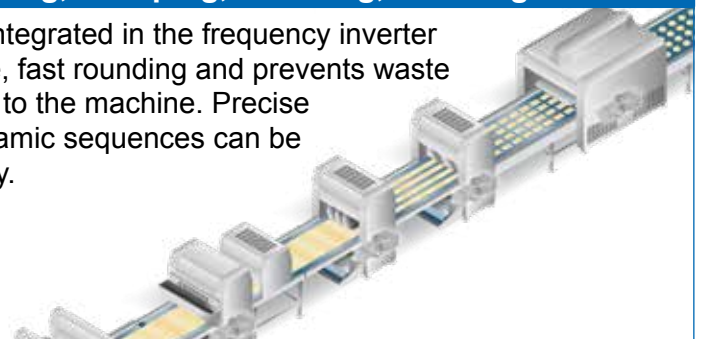 ntegrated in the frequency inverter
, fast rounding and prevents waste
to the machine. Precise
amic sequences can be
y.